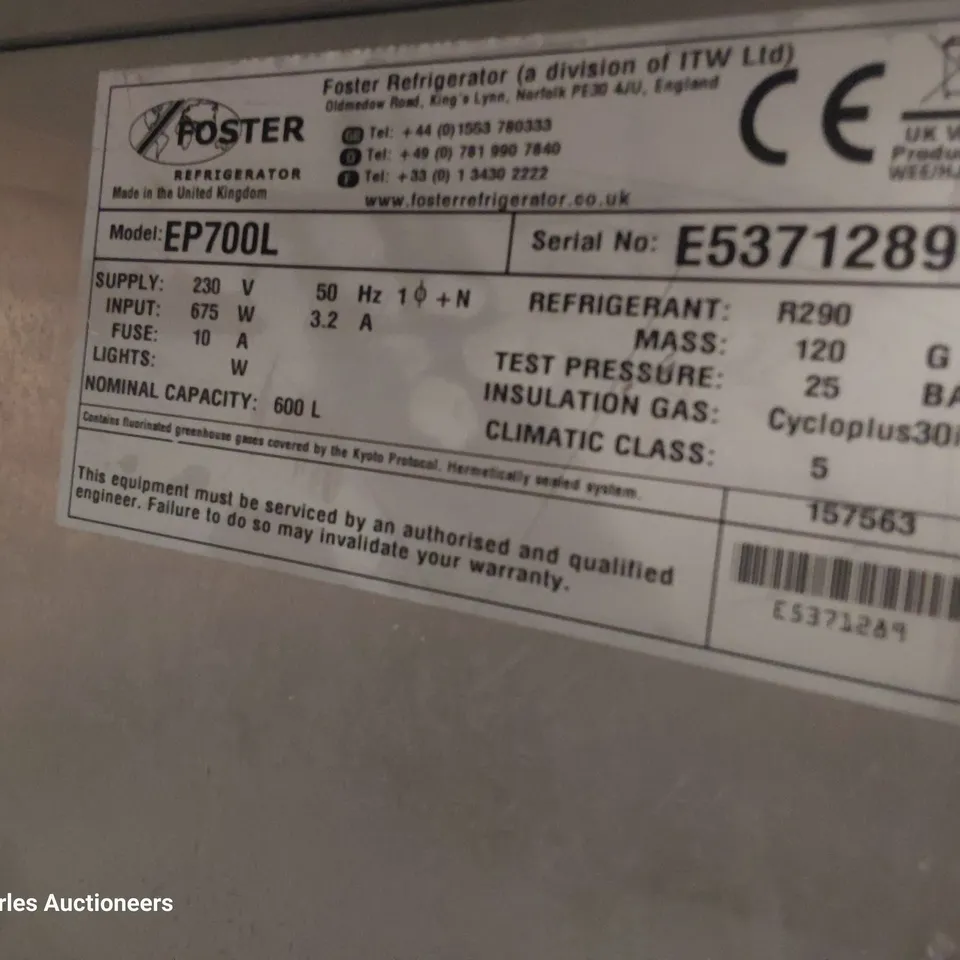 FOSTER
REFRIGERATOR
Made in the United Kingdom
Foster Refrigerator (a division of ITW Ltd)
Oldmedow Road, King's Lynn, Norfolk PE30 4JU, England
GB Tel: +44 (0)1553 780333
D Tel: +49 (0) 781 990 7840
F Tel: +33 (0) 1 3430 2222
www.fosterrefrigerator.co.uk
CE
UK
Model: EP700L
Serial No: E5371289
SUPPLY: 230 V 50 Hz 1ϕ+N
INPUT: 675 W 3.2 A
FUSE: 10 A
LIGHTS: W
NOMINAL CAPACITY: 600 L
REFRIGERANT: R290
MASS: 120 G
TEST PRESSURE: 25
INSULATION GAS: Cycloplus30
CLIMATIC CLASS: 5
Contains fluorinated greenhouse gases covered by the Kyoto Protocol. Hermetically sealed system.
This equipment must be serviced by an authorised and qualified
engineer. Failure to do so may invalidate your warranty.
157563
E5371289
rles Auctioneers